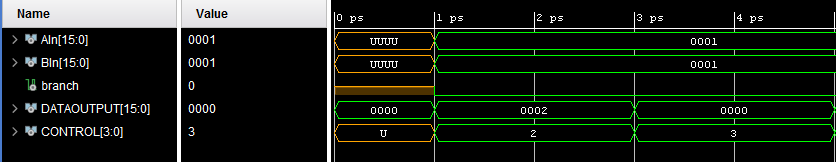 Name Value 0 ps 1 ps 2 ps 3 ps 4 ps
AIn[15:0] 0001 UUUU 0001
BIn[15:0] 0001 UUUU 0001
branch 0
DATAOUTPUT[15:0] 0000 0000 0002 0000
CONTROL[3:0] 3 U 2 3